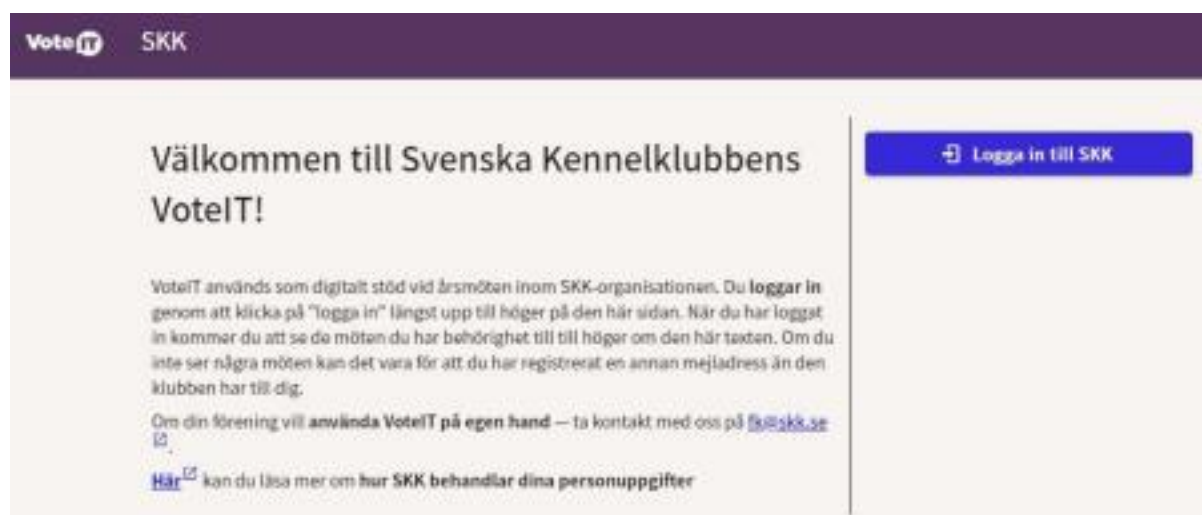 VoteIT SKK
Välkommen till Svenska Kennelklubbens
VoteIT!
Logga in till SKK
VoteIT används som digitalt stöd vid årsmöten inom SKK-organisationen. Du loggar in
genom att klicka på "logga in" längst upp till höger på den här sidan. När du har loggat
in kommer du att se de möten du har behörighet till till höger om den här texten. Om du
inte ser några möten kan det vara för att du har registrerat en annan mejladress än den
klubben har till dig.
Om din förening vill använda VoteIT på egen hand — ta kontakt med oss på fk@skk.se
.
Här kan du läsa mer om hur SKK behandlar dina personuppgifter